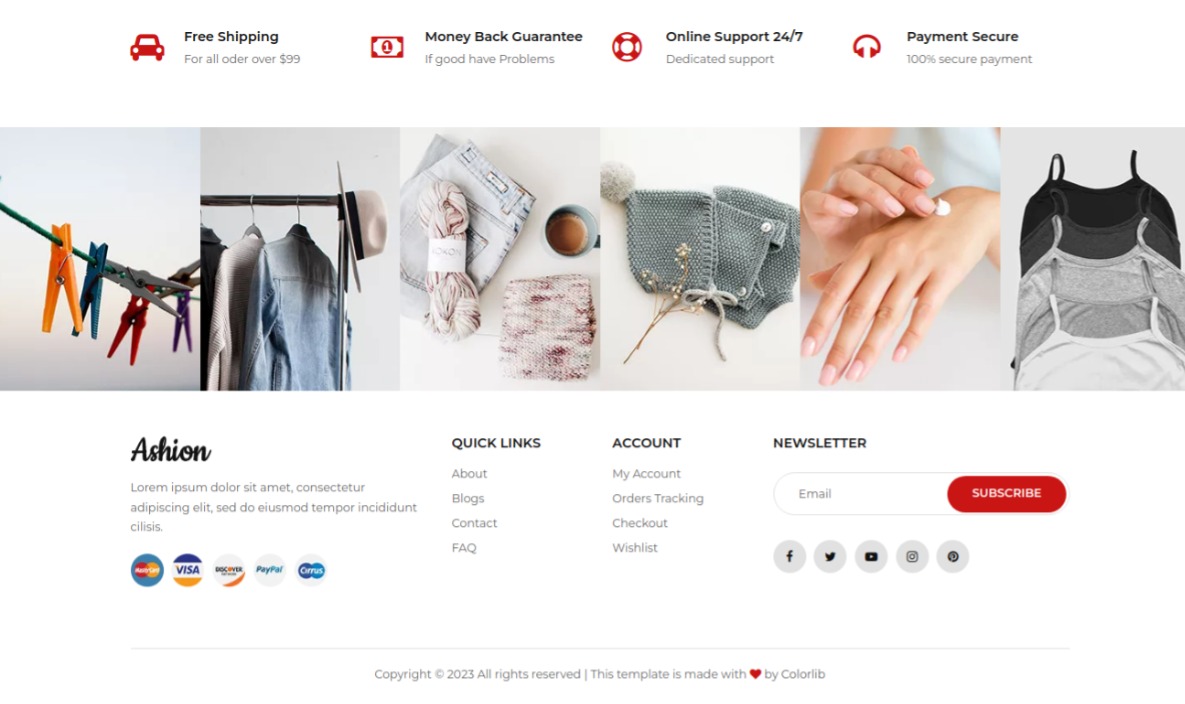 Free Shipping
For all oder over $99
Money Back Guarantee
If good have Problems
Online Support 24/7
Dedicated support
Payment Secure
100% secure payment
Ashion
Lorem ipsum dolor sit amet, consectetur
adipiscing elit, sed do eiusmod tempor incididunt
cilisis.
MasterCard
VISA
DISCOVER
NETWORK
PayPal
Cirrus
QUICK LINKS
About
Blogs
Contact
FAQ
ACCOUNT
My Account
Orders Tracking
Checkout
Wishlist
NEWSLETTER
Email
SUBSCRIBE
Copyright © 2023 All rights reserved | This template is made with ❤ by Colorlib